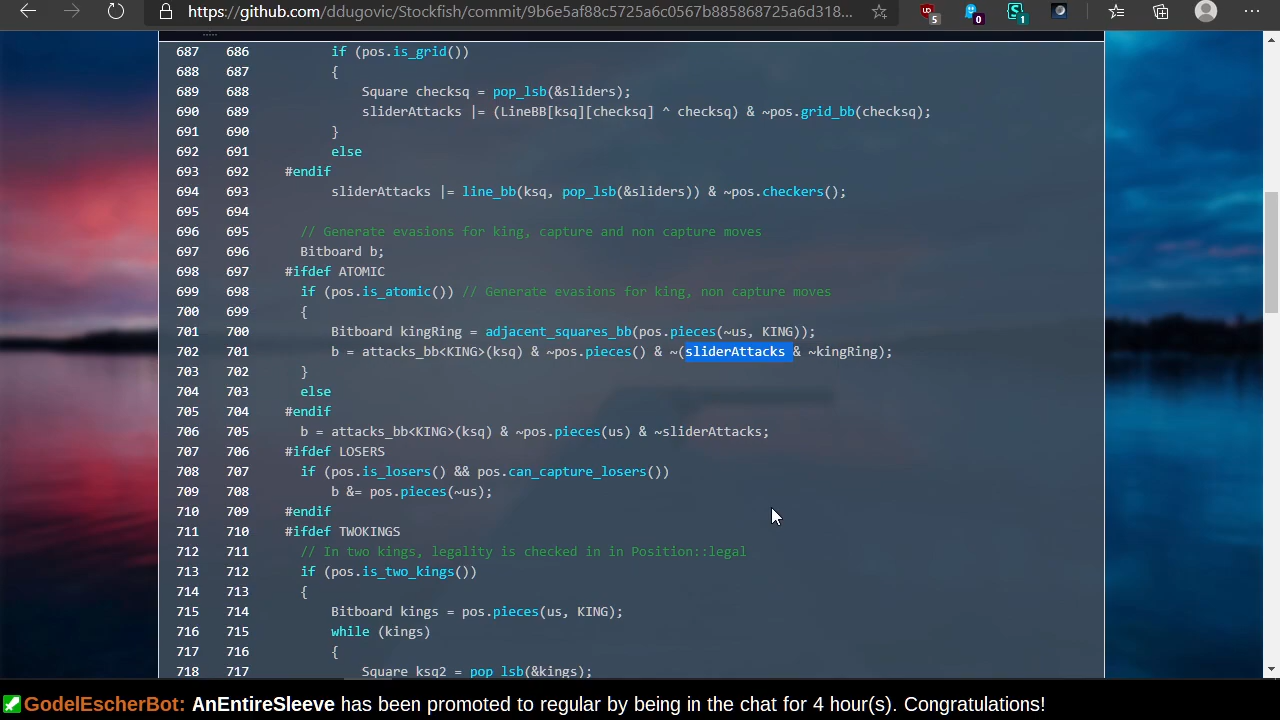 https://github.com/ddugovic/Stockfish/commit/9b6e5af88c5725a6c0567b885868725a6d318...
5
0
1
687 686 if (pos.is_grid())
688 687 {
689 688 Square checksq = pop_lsb(&sliders);
690 689 sliderAttacks |= (LineBB[ksq][checksq] ^ checksq) & ~pos.grid_bb(checksq);
691 690 }
692 691 else
693 692 #endif
694 693 sliderAttacks |= line_bb(ksq, pop_lsb(&sliders)) & ~pos.checkers();
695 694
696 695 // Generate evasions for king, capture and non capture moves
697 696 Bitboard b;
698 697 #ifdef ATOMIC
699 698 if (pos.is_atomic()) // Generate evasions for king, non capture moves
700 699 {
701 700 Bitboard kingRing = adjacent_squares_bb(pos.pieces(~us, KING));
702 701 b = attacks_bb<KING>(ksq) & ~pos.pieces() & ~(sliderAttacks & ~kingRing);
703 702 }
704 703 else
705 704 #endif
706 705 b = attacks_bb<KING>(ksq) & ~pos.pieces(us) & ~sliderAttacks;
707 706 #ifdef LOSERS
708 707 if (pos.is_losers() && pos.can_capture_losers())
709 708 b &= pos.pieces(~us);
710 709 #endif
711 710 #ifdef TWOKINGS
712 711 // In two kings, legality is checked in in Position::legal
713 712 if (pos.is_two_kings())
714 713 {
715 714 Bitboard kings = pos.pieces(us, KING);
716 715 while (kings)
717 716 {
718 717 Square ksq2 = pop_lsb(&kings);
GodelEscherBot: AnEntireSleeve has been promoted to regular by being in the chat for 4 hour(s). Congratulations!